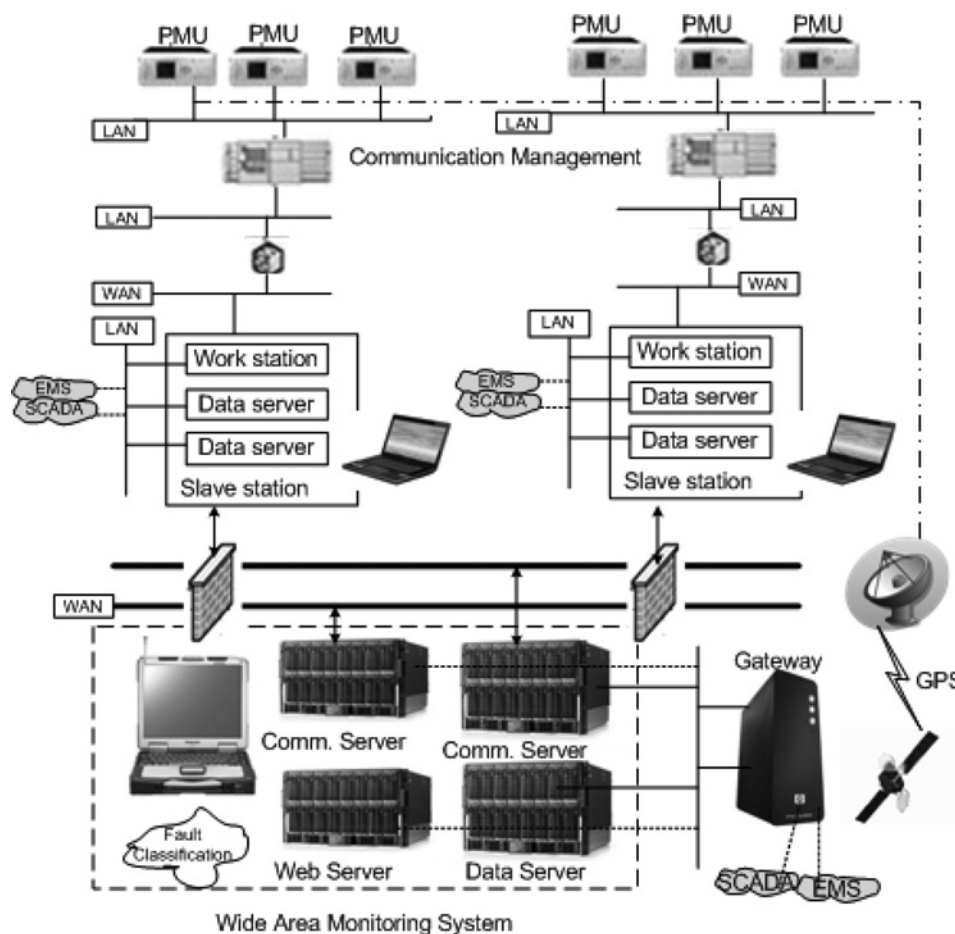 PMU
PMU
PMU
PMU
PMU
PMU
LAN
LAN
Communication Management
LAN
LAN
WAN
WAN
LAN
LAN
Work station
Work station
EMS
EMS
SCADA
SCADA
Data server
Data server
Data server
Data server
Slave station
Slave station
WAN
Gateway
GPS
Comm. Server
Comm. Server
Fault
Classification
Web Server
Data Server
SCADA
EMS
Wide Area Monitoring System